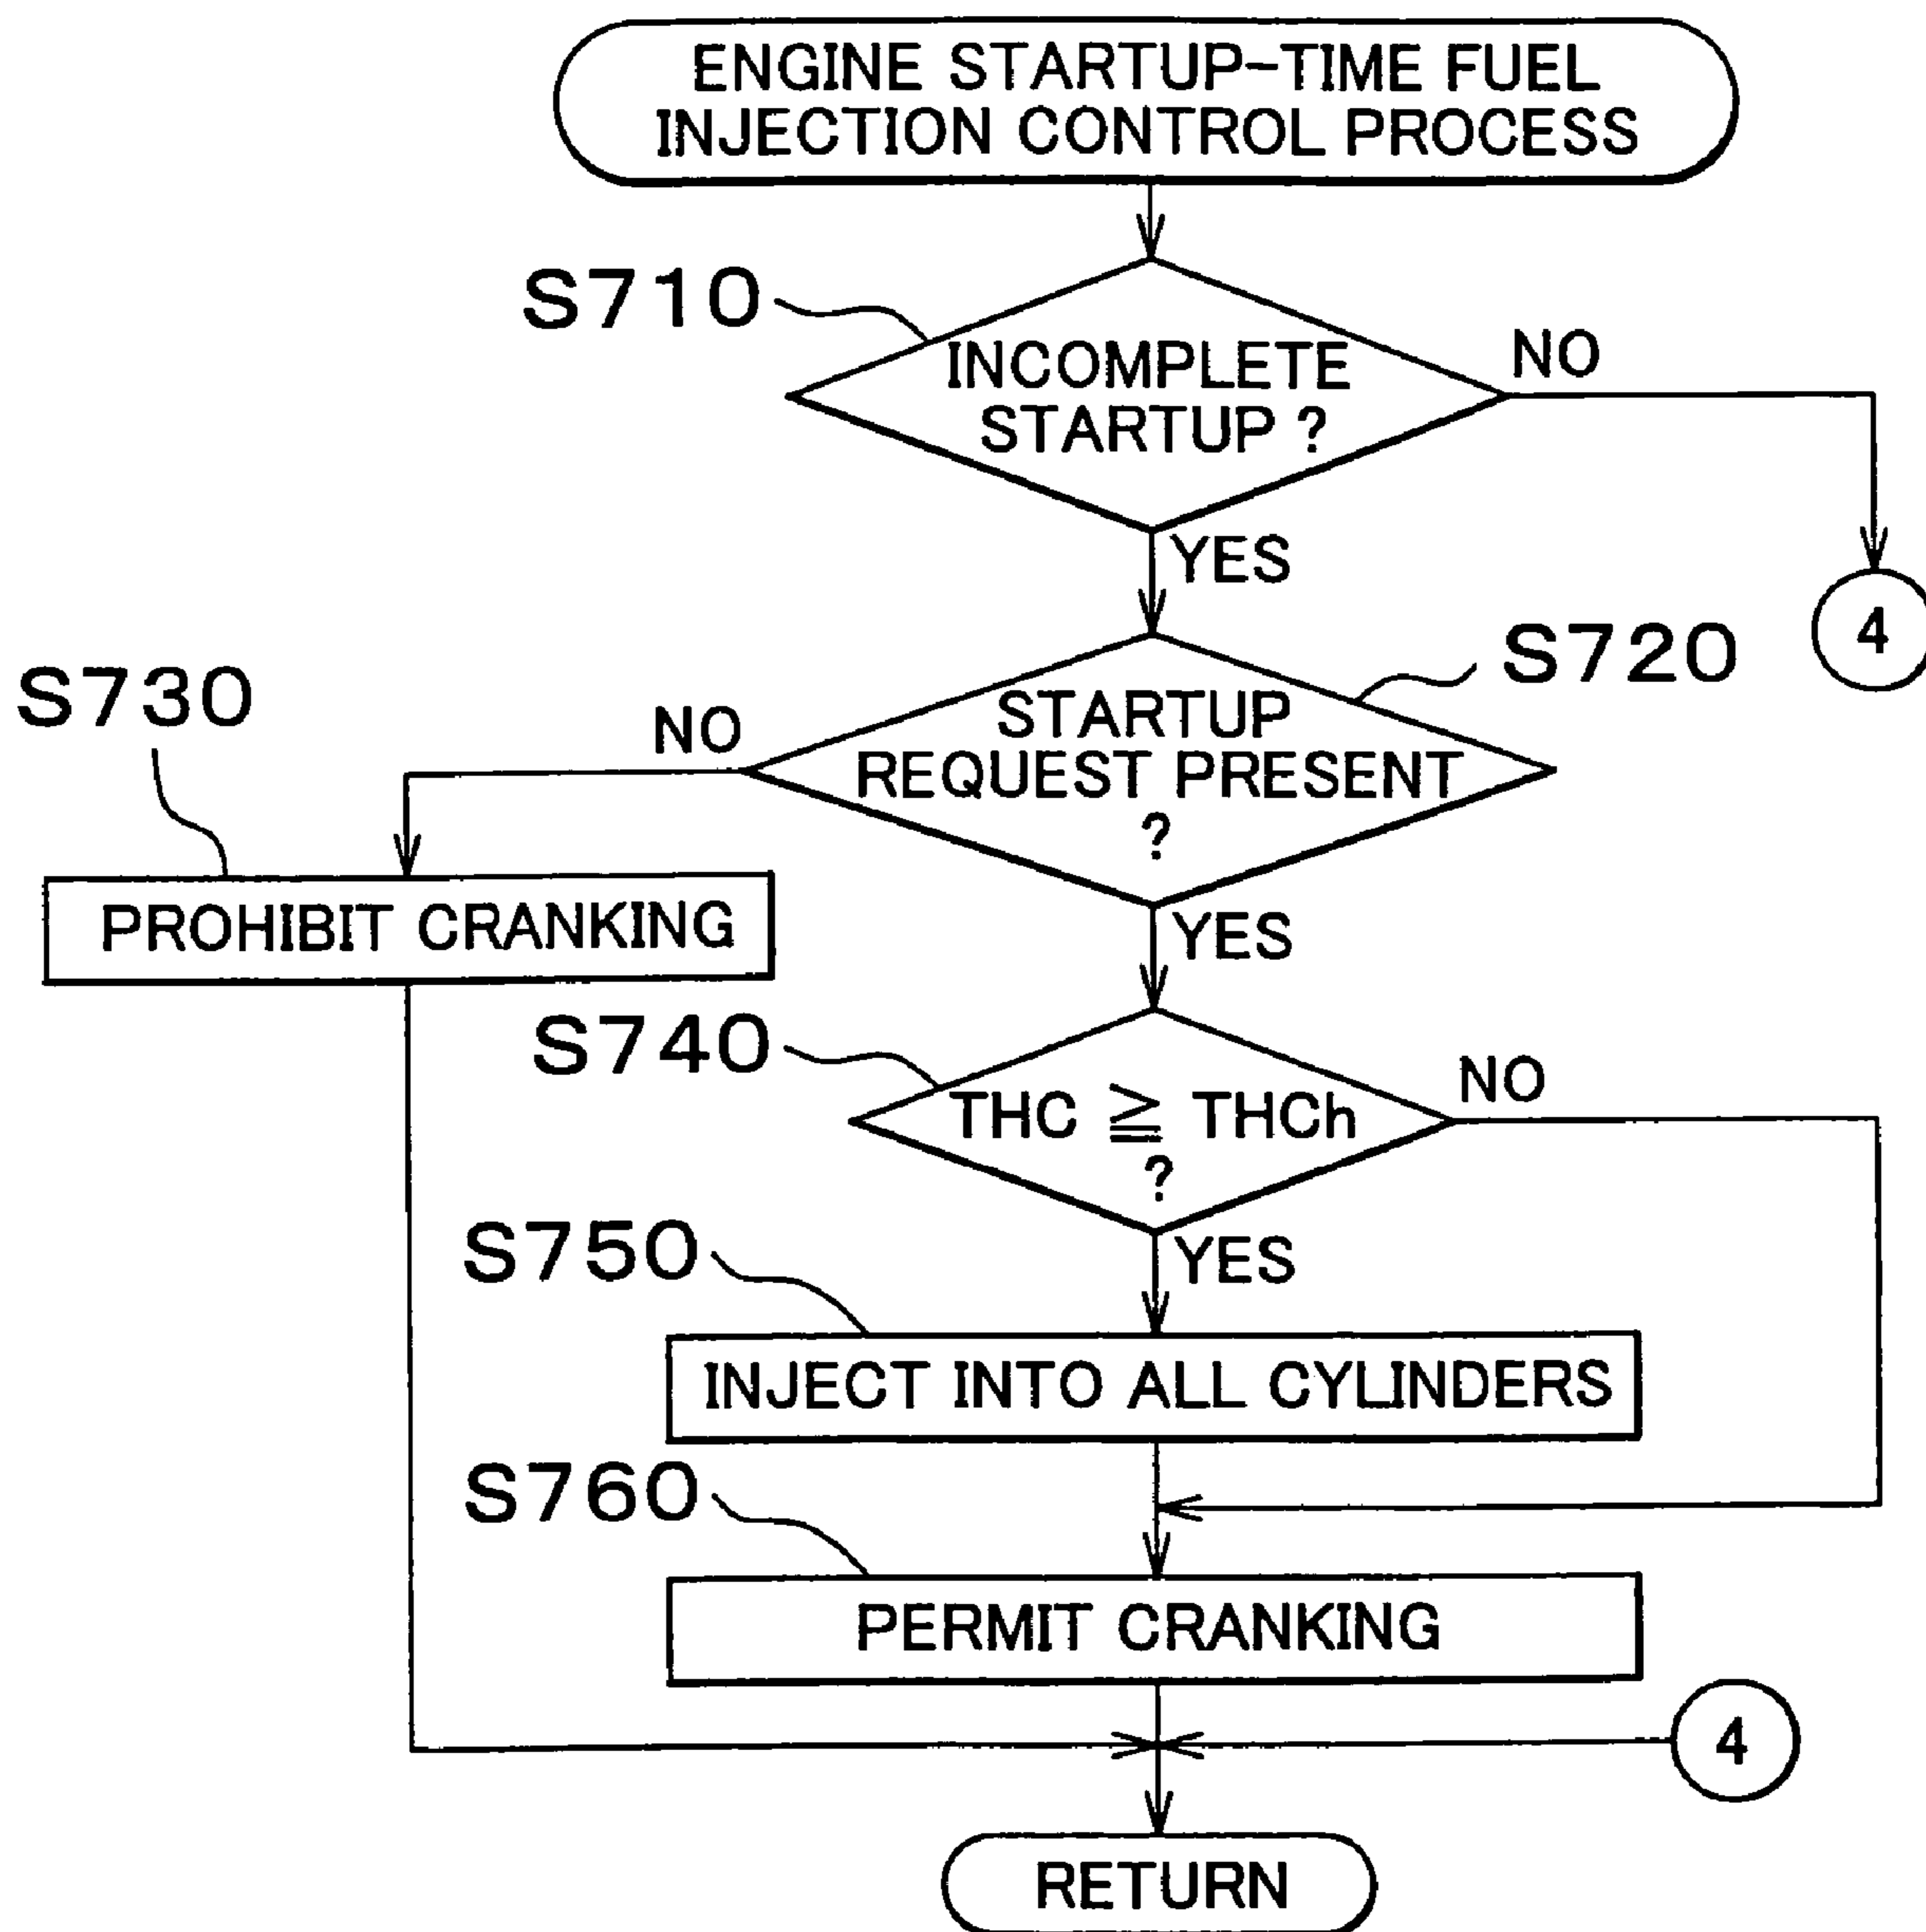 ENGINE STARTUP-TIME FUEL
INJECTION CONTROL PROCESS
S710
INCOMPLETE
STARTUP ?
NO
YES
4
S720
S730
NO
STARTUP
REQUEST PRESENT
?
PROHIBIT CRANKING
YES
S740
THC ≧ THCh
?
NO
YES
S750
INJECT INTO ALL CYLINDERS
S760
PERMIT CRANKING
4
RETURN